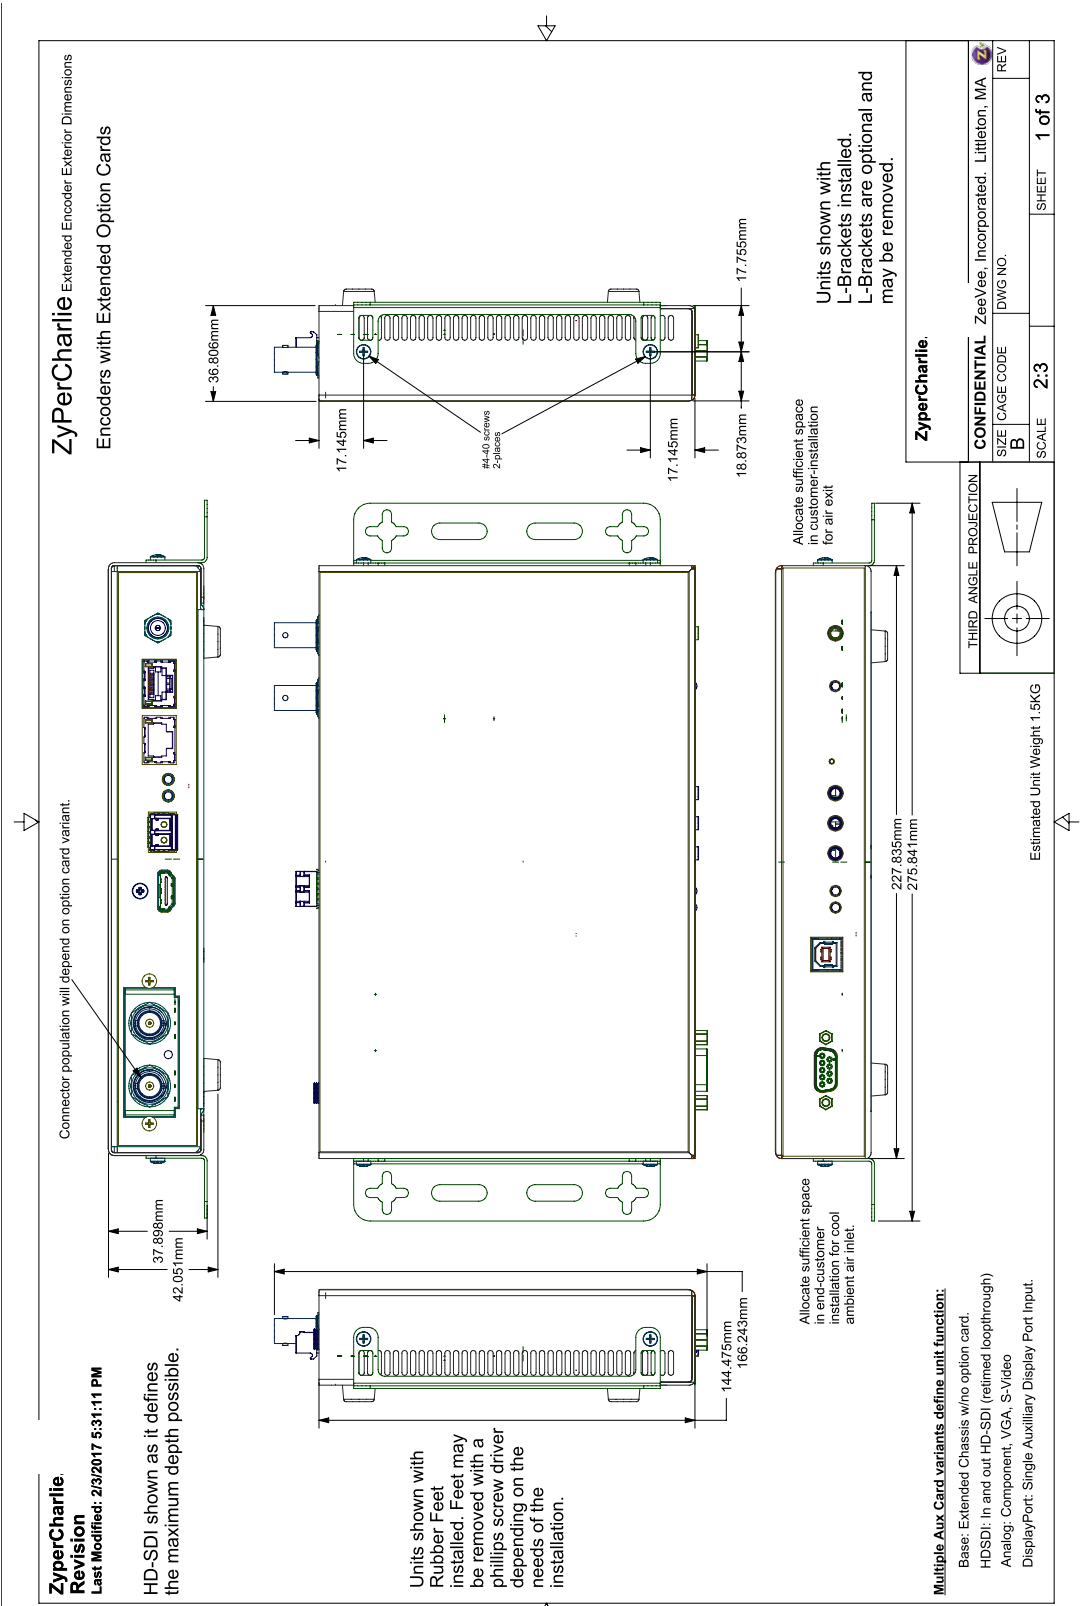 ZyperCharlie.
Revision
Last Modified: 2/3/2017 5:31:11 PM
HD-SDI shown as it defines
the maximum depth possible.
ZyPerCharlie Extended Encoder Exterior Dimensions
Encoders with Extended Option Cards
Connector population will depend on option card variant.
37.898mm
42.051mm
36.806mm
17.145mm
#4-40 screws
2-places
17.145mm
18.873mm
17.755mm
Units shown with
Rubber Feet
installed. Feet may
be removed with a
phillips screw driver
depending on the
needs of the
installation.
144.475mm
166.243mm
Units shown with
L-Brackets installed.
L-Brackets are optional and
may be removed.
Allocate sufficient space
in end-customer
installation for cool
ambient air inlet.
Allocate sufficient space
in customer-installation
for air exit
227.835mm
275.841mm
Multiple Aux Card variants define unit function:
Base: Extended Chassis w/no option card.
HDSDI: In and out HD-SDI (retimed loopthrough)
Analog: Component, VGA, S-Video
DisplayPort: Single Auxilliary Display Port Input.
Estimated Unit Weight 1.5KG
THIRD ANGLE PROJECTION
ZyperCharlie.
CONFIDENTIAL ZeeVee, Incorporated. Littleton, MA
SIZE CAGE CODE DWG NO. REV
B
SCALE 2:3 SHEET 1 of 3